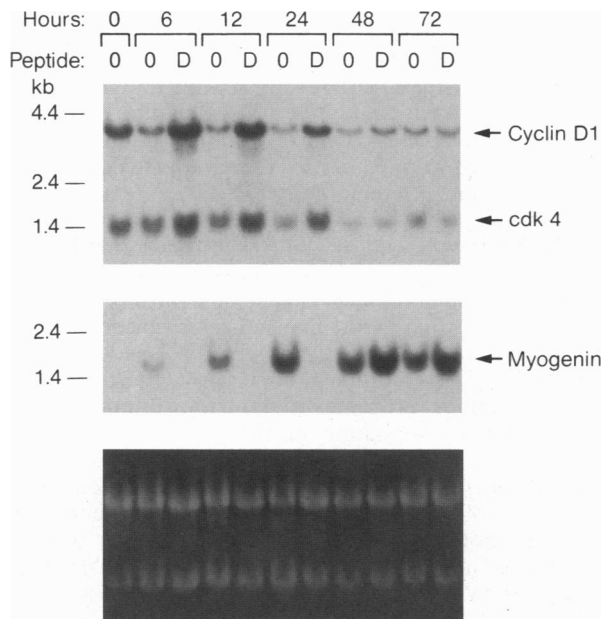 Hours: 0 6 12 24 48 72
Peptide: 0 0 D 0 D 0 D 0 D 0 D
kb
4.4
Cyclin D1
2.4
1.4
cdk 4
2.4
Myogenin
1.4